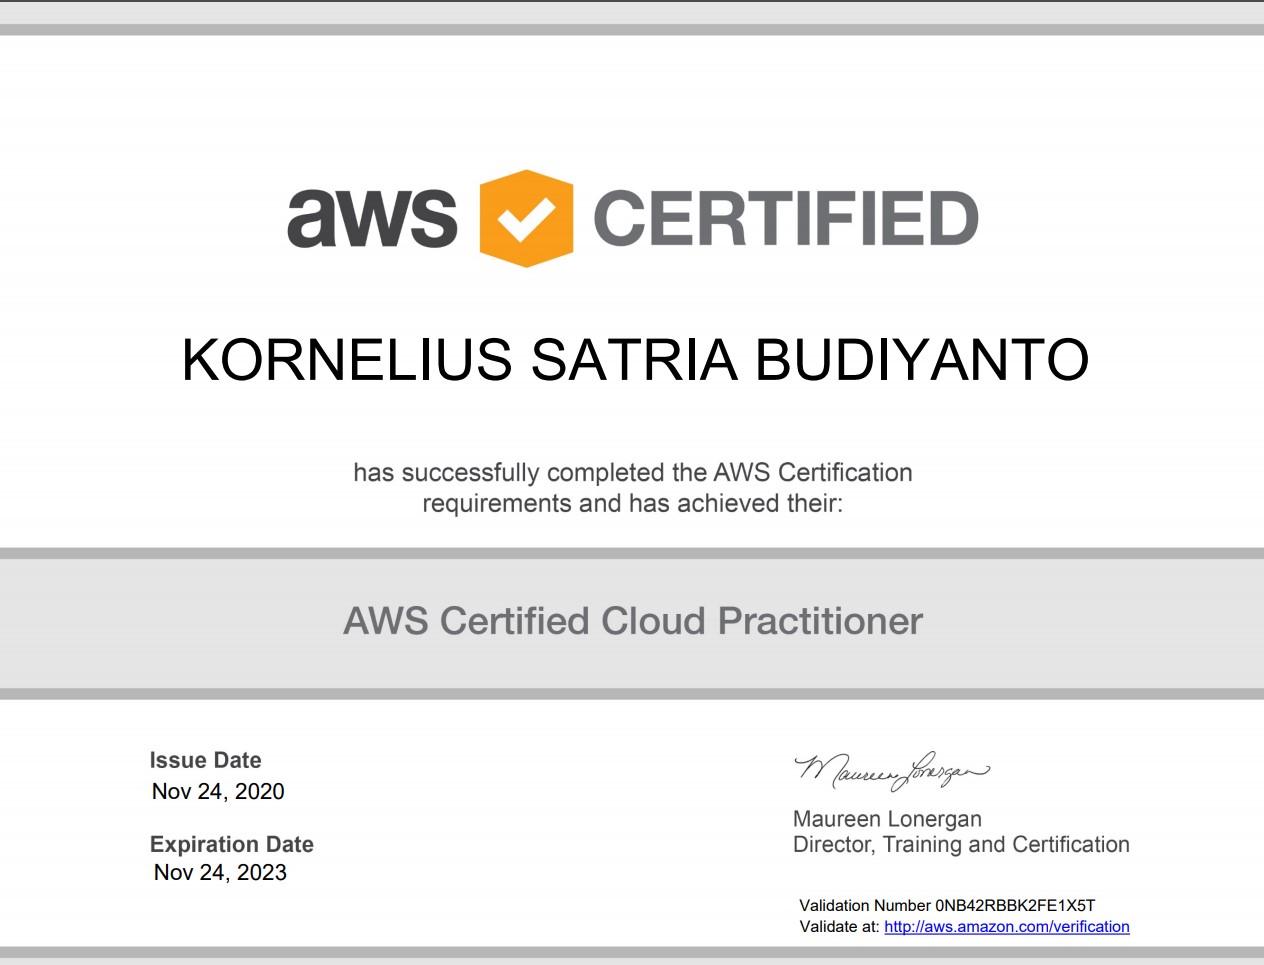 aws CERTIFIED
KORNELIUS SATRIA BUDIYANTO
has successfully completed the AWS Certification
requirements and has achieved their:
AWS Certified Cloud Practitioner
Issue Date
Nov 24, 2020
Expiration Date
Nov 24, 2023
Maureen Lonergan
Maureen Lonergan
Director, Training and Certification
Validation Number 0NB42RBBK2FE1X5T
Validate at: http://aws.amazon.com/verification